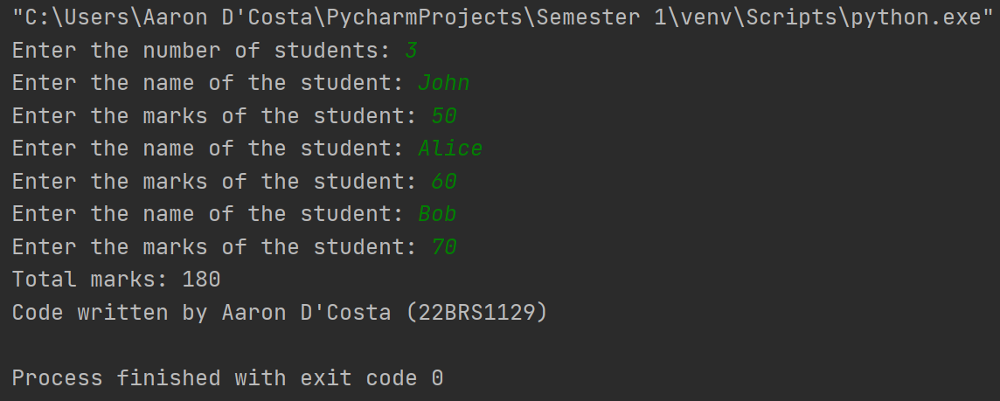 "C:\Users\Aaron D'Costa\PycharmProjects\Semester 1\venv\Scripts\python.exe"
Enter the number of students: 3
Enter the name of the student: John
Enter the marks of the student: 50
Enter the name of the student: Alice
Enter the marks of the student: 60
Enter the name of the student: Bob
Enter the marks of the student: 70
Total marks: 180
Code written by Aaron D'Costa (22BRS1129)
Process finished with exit code 0